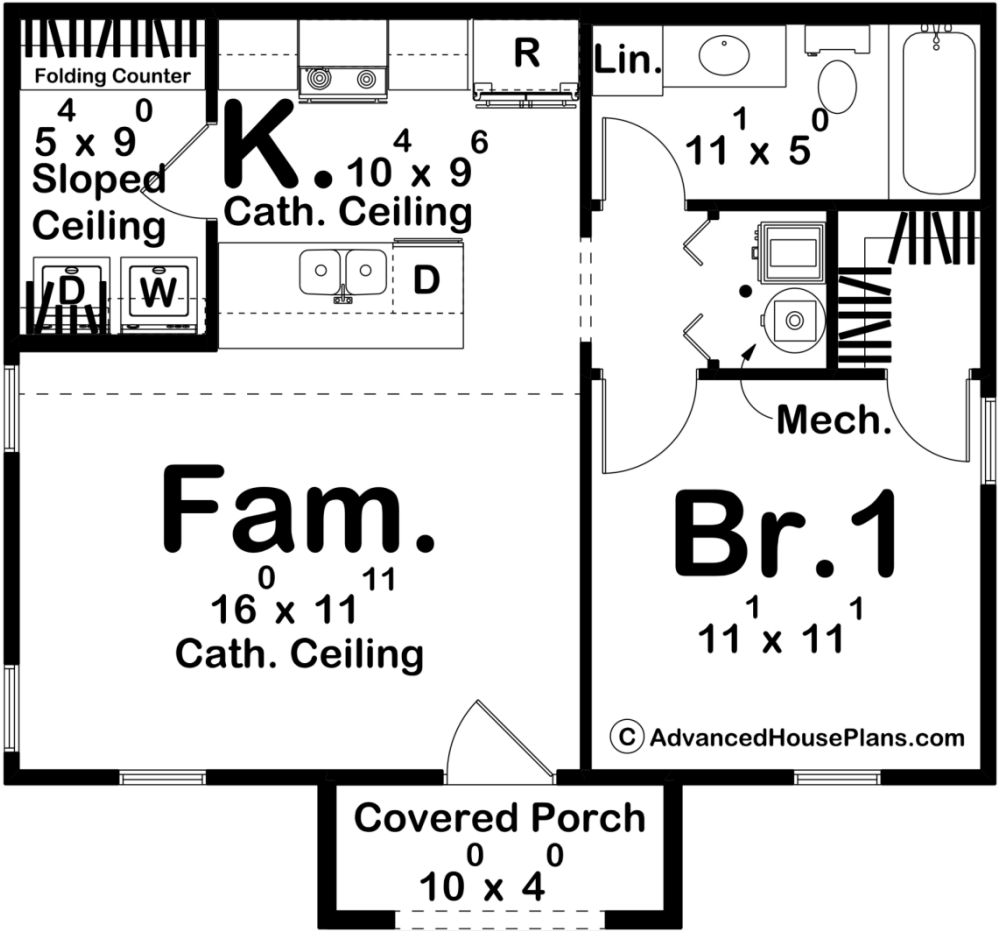 Folding Counter
5⁴ x 9⁰
Sloped
Ceiling
D
W
K. 10⁴ x 9⁶
Cath. Ceiling
R
D
Lin.
11¹ x 5⁰
Mech.
Fam.
16⁰ x 11¹¹
Cath. Ceiling
Br.1
11¹ x 11¹
© AdvancedHousePlans.com
Covered Porch
10⁰ x 4⁰